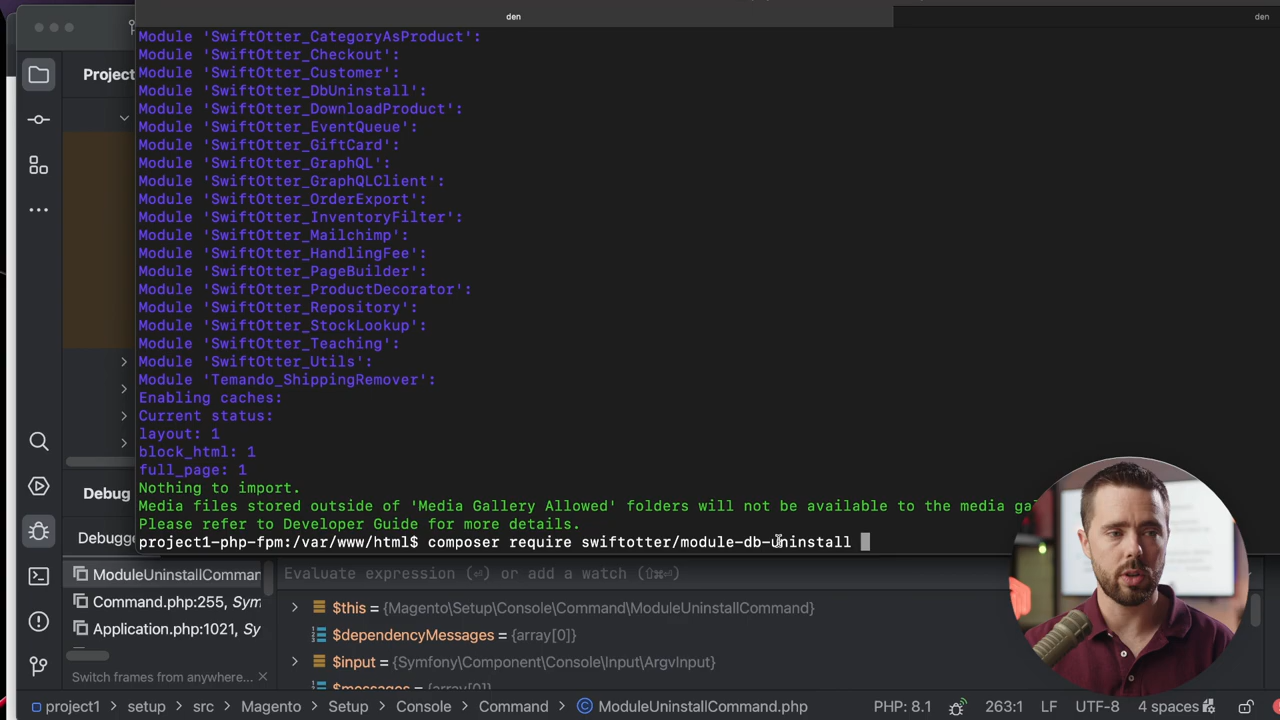 den
den
Project
Module 'SwiftOtter_CategoryAsProduct':
Module 'SwiftOtter_Checkout':
Module 'SwiftOtter_Customer':
Module 'SwiftOtter_DbUninstall':
Module 'SwiftOtter_DownloadProduct':
Module 'SwiftOtter_EventQueue':
Module 'SwiftOtter_GiftCard':
Module 'SwiftOtter_GraphQL':
Module 'SwiftOtter_GraphQLClient':
Module 'SwiftOtter_OrderExport':
Module 'SwiftOtter_InventoryFilter':
Module 'SwiftOtter_Mailchimp':
Module 'SwiftOtter_HandlingFee':
Module 'SwiftOtter_PageBuilder':
Module 'SwiftOtter_ProductDecorator':
Module 'SwiftOtter_Repository':
Module 'SwiftOtter_StockLookup':
Module 'SwiftOtter_Teaching':
Module 'SwiftOtter_Utils':
Module 'Temando_ShippingRemover':
Enabling caches:
Current status:
layout: 1
block_html: 1
full_page: 1
Nothing to import.
Media files stored outside of 'Media Gallery Allowed' folders will not be available to the media gal
Please refer to Developer Guide for more details.
project1-php-fpm:/var/www/html$ composer require swiftotter/module-db-uninstall
Debug
Debugge
ModuleUninstallComman
Command.php:255, Sym
Application.php:1021, Sy
Switch frames from anywhere...
Evaluate expression (⏎) or add a watch (⇧⌘⏎)
$this = {Magento\Setup\Console\Command\ModuleUninstallCommand}
$dependencyMessages = {array[0]}
$input = {Symfony\Component\Console\Input\ArgvInput}
$messages = {array[0]}
project1 > setup > src > Magento > Setup > Console > Command > ModuleUninstallCommand.php
PHP: 8.1
263:1
LF
UTF-8
4 spaces